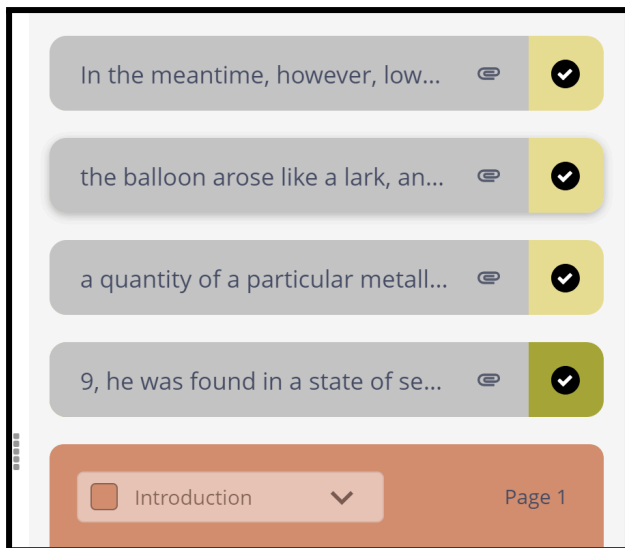 In the meantime, however, low...
the balloon arose like a lark, an...
a quantity of a particular metall...
9, he was found in a state of se...
Introduction
Page 1